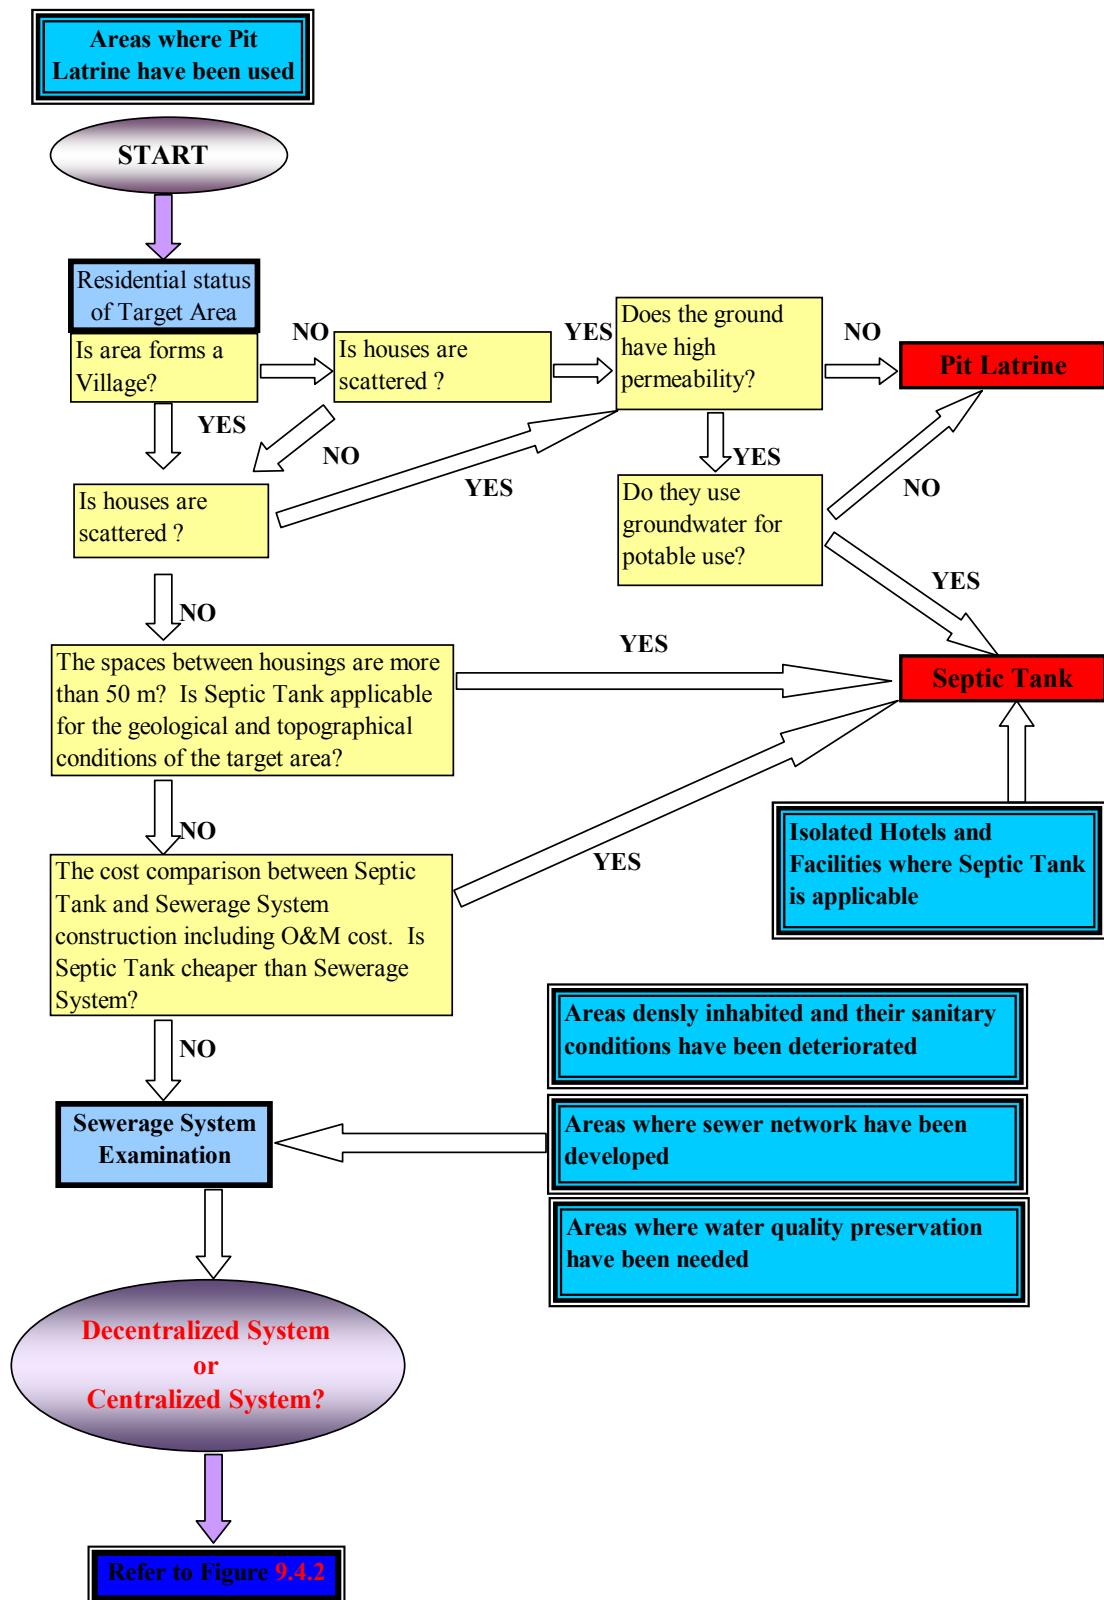 Areas where Pit
Latrine have been used
START
Residential status
of Target Area
Is area forms a
Village?
NO
Is houses are
scattered ?
YES
Does the ground
have high
permeability?
NO
Pit Latrine
YES
NO
YES
YES
NO
Is houses are
scattered ?
Do they use
groundwater for
potable use?
YES
NO
YES
The spaces between housings are more
than 50 m?  Is Septic Tank applicable
for the geological and topographical
conditions of the target area?
Septic Tank
NO
YES
The cost comparison between Septic
Tank and Sewerage System
construction including O&M cost.  Is
Septic Tank cheaper than Sewerage
System?
Isolated Hotels and
Facilities where Septic Tank
is applicable
NO
Areas densly inhabited and their sanitary
conditions have been deteriorated
Sewerage System
Examination
Areas where sewer network have been
developed
Areas where water quality preservation
have been needed
Decentralized System
or
Centralized System?
Refer to Figure 9.4.2